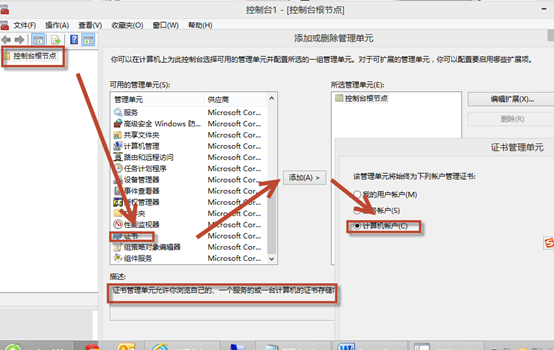 控制台1 - [控制台根节点]
文件(F) 操作(A) 查看(V) 收藏夹(O) 窗口(W) 帮助(H)
控制台根节点
添加或删除管理单元
你可以在计算机上为此控制台选择可用的管理单元并配置所选的一组管理单元。对于可扩展的管理单元，你可以配置要启用哪些扩展项。
可用的管理单元(S):
所选管理单元(E):
管理单元 供应商
控制台根节点
编辑扩展(X)...
删除(R)
服务 Microsoft Cor...
高级安全 Windows 防... Microsoft Cor...
共享文件夹 Microsoft Cor...
计算机管理 Microsoft Cor...
路由和远程访问 Microsoft Cor...
任务计划程序 Microsoft Cor...
设备管理器 Microsoft Cor...
事件查看器 Microsoft Cor...
授权管理器 Microsoft Cor...
夹 Microsoft Cor...
性能监视器 Microsoft Cor...
证书 Microsoft Cor...
组策略对象编辑器 Microsoft Cor...
组件服务 Microsoft Cor...
添加(A) >
证书管理单元
该管理单元将始终为下列帐户管理证书:
我的用户帐户(M)
务帐户(S)
计算机帐户(C)
描述:
证书管理单元允许你浏览自己的、一个服务的或一台计算机的证书存储